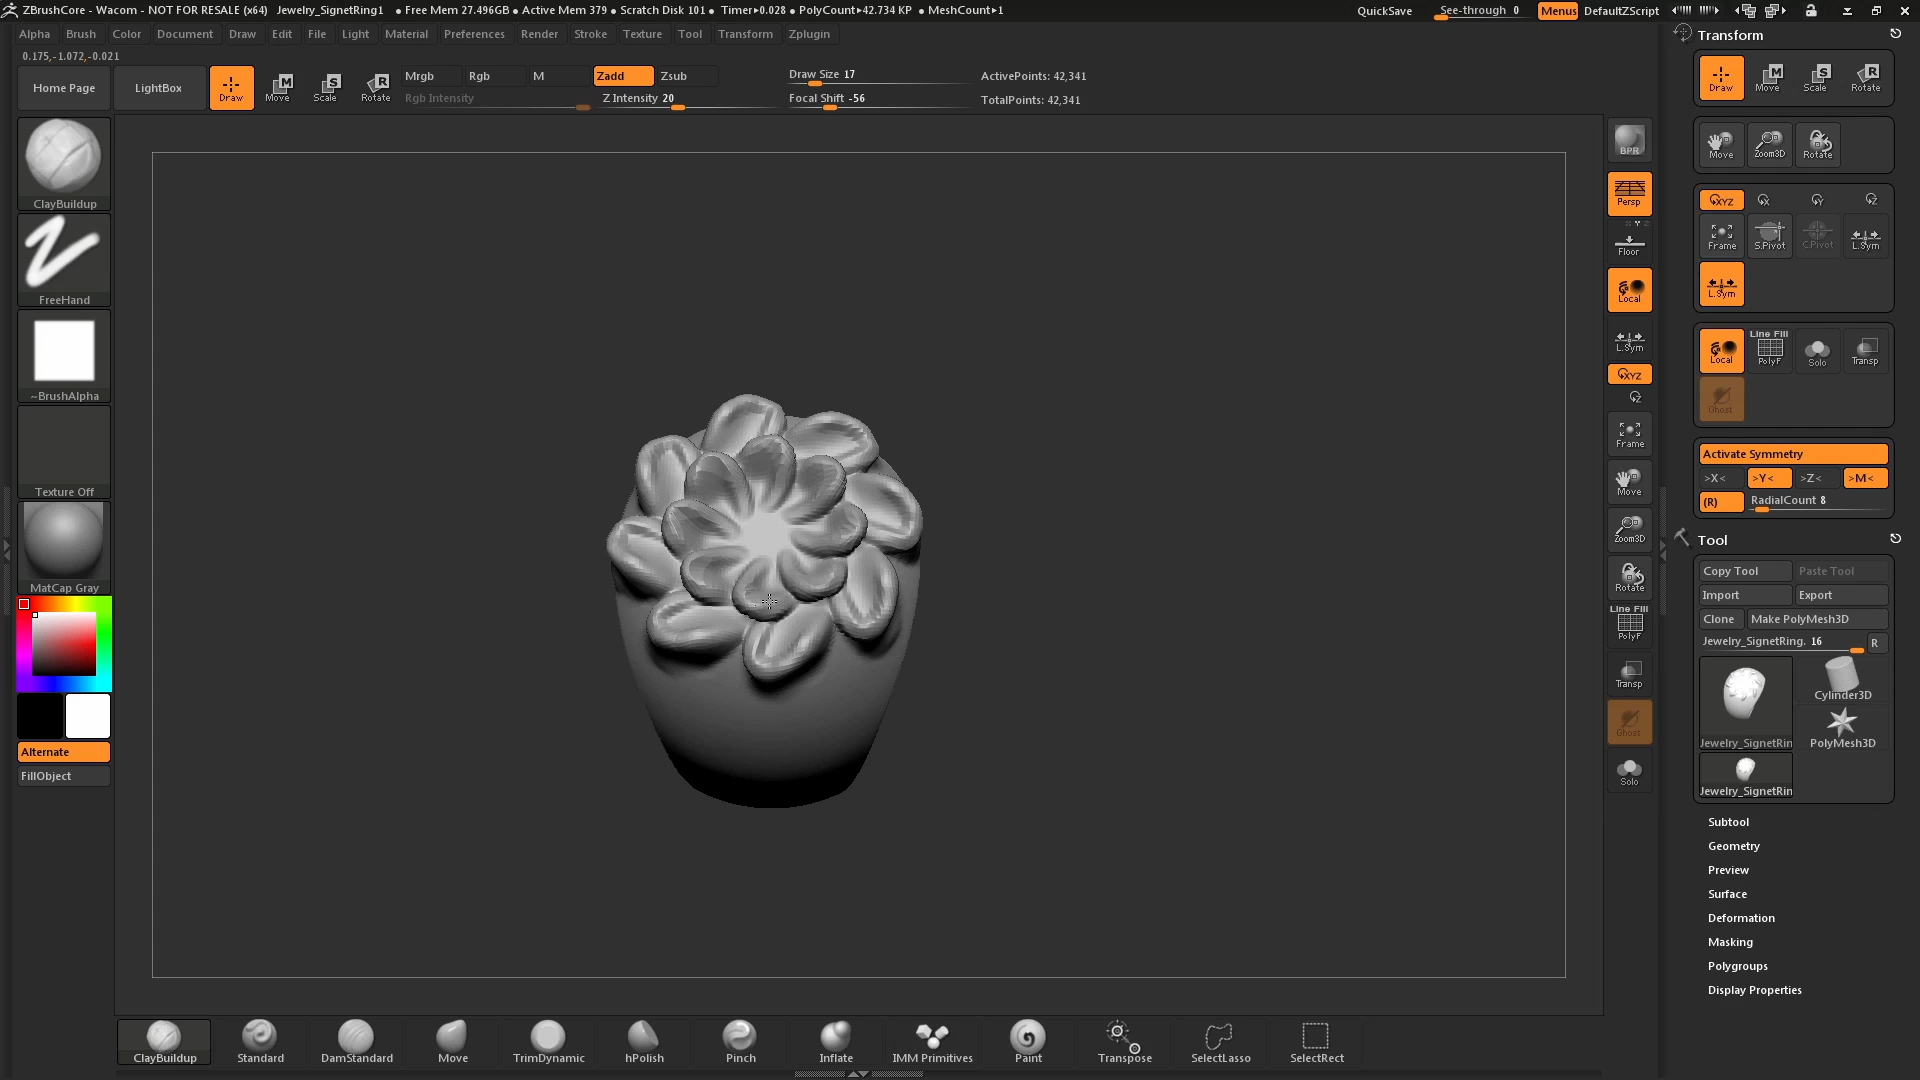 ZBrushCore - Wacom - NOT FOR RESALE (x64) Jewelry_SignetRing1 • Free Mem 27.496GB • Active Mem 379 • Scratch Disk 101 • Timer▸0.028 • PolyCount▸42.734 KP • MeshCount▸1
QuickSave See-through 0 Menus DefaultZScript
Alpha Brush Color Document Draw Edit File Light Material Preferences Render Stroke Texture Tool Transform Zplugin
0.175,-1.072,-0.021
Home Page LightBox Draw Move Scale Rotate
Mrgb Rgb M Zadd Zsub
Rgb Intensity Z Intensity 20
Draw Size 17
Focal Shift -56
ActivePoints: 42,341
TotalPoints: 42,341
ClayBuildup
FreeHand
~BrushAlpha
Texture Off
MatCap Gray
Alternate
FillObject
BPR
Persp
Floor
Local
L.Sym
XYZ
Z
Frame
Move
Zoom3D
Rotate
Line Fill
PolyF
Transp
Ghost
Solo
Transform
Draw Move Scale Rotate
Move Zoom3D Rotate
XYZ X Y Z
Frame S.Pivot C.Pivot L.Sym
L.Sym
Line Fill
Local PolyF Solo Transp
Ghost
Activate Symmetry
>X< >Y< >Z< >M<
(R) RadialCount 8
Tool
Copy Tool Paste Tool
Import Export
Clone Make PolyMesh3D
Jewelry_SignetRing. 16 R
Cylinder3D
Jewelry_SignetRin PolyMesh3D
Jewelry_SignetRin
Subtool
Geometry
Preview
Surface
Deformation
Masking
Polygroups
Display Properties
ClayBuildup Standard DamStandard Move TrimDynamic hPolish Pinch Inflate IMM Primitives Paint Transpose SelectLasso SelectRect